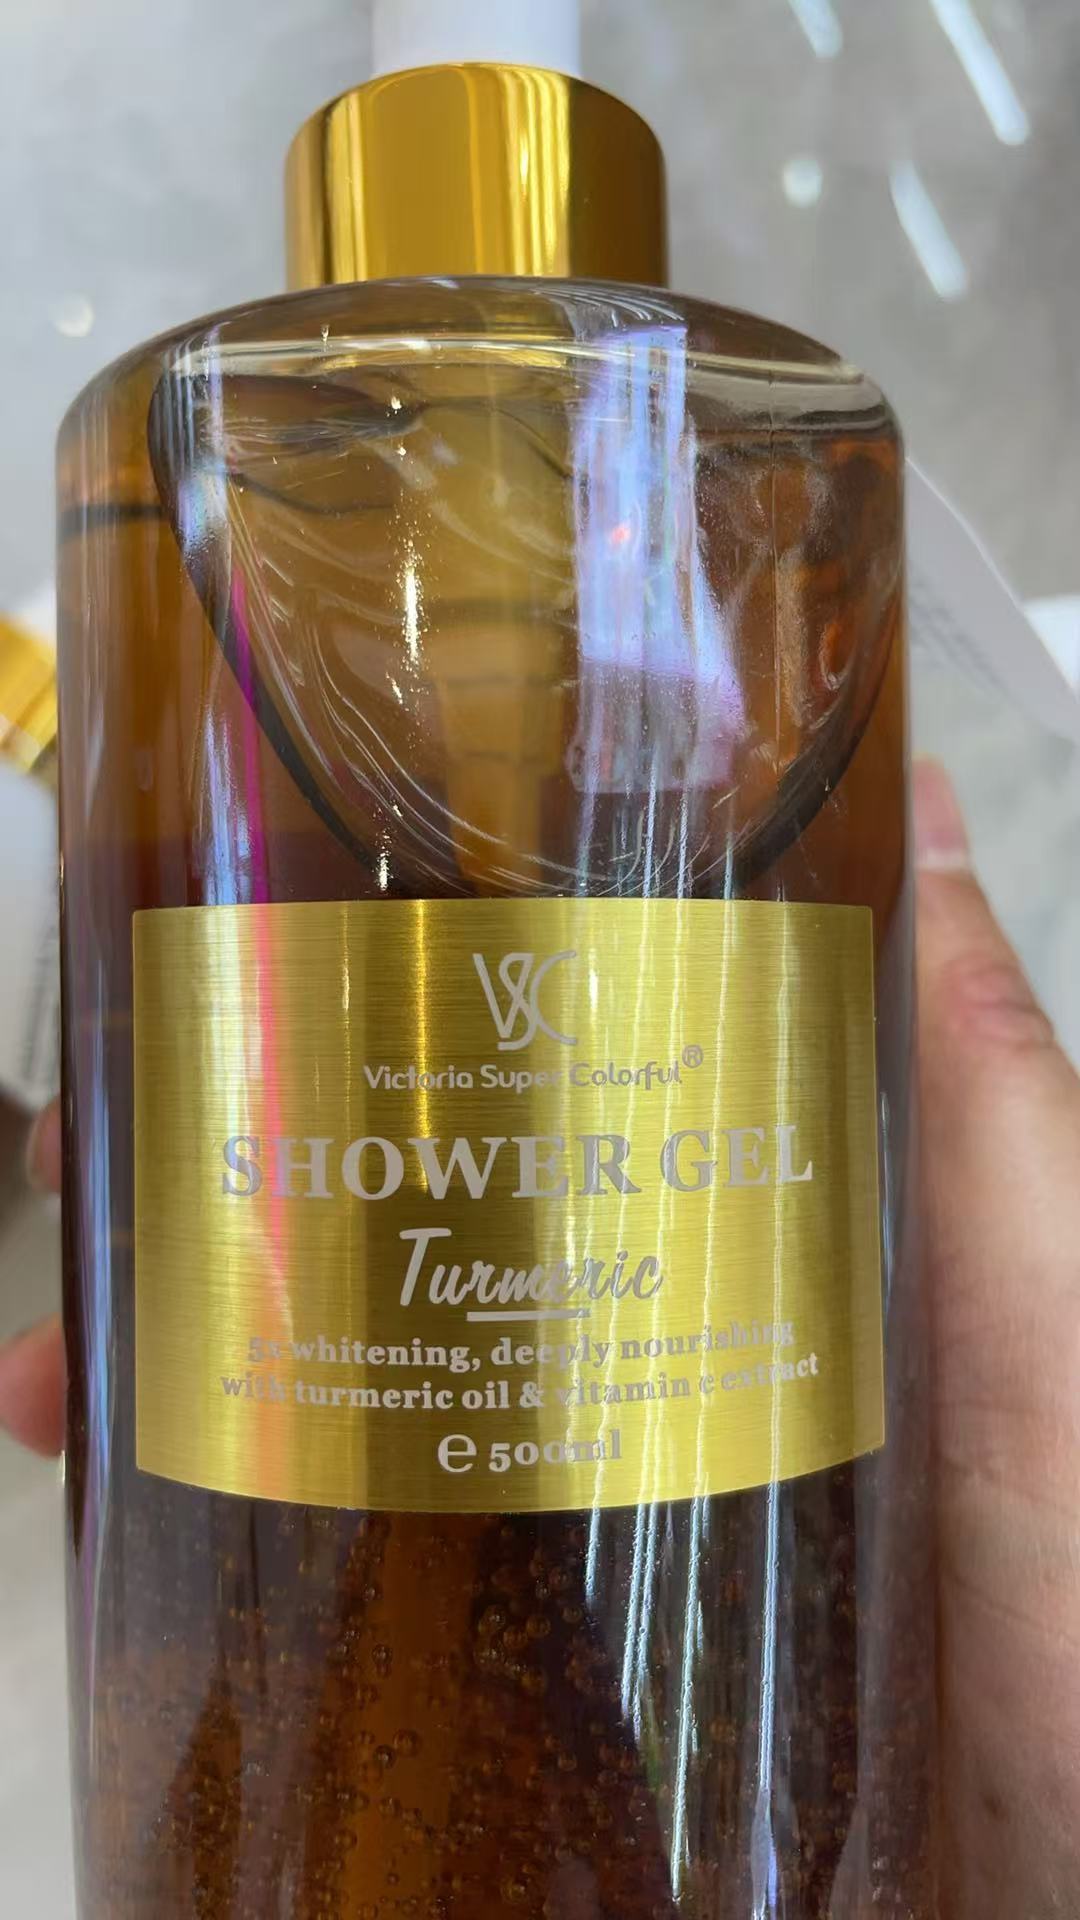 VSC
Victoria Super Colorful®
SHOWER GEL
Turmeric
5x whitening, deeply nourishing
with turmeric oil & vitamin c extract
℮ 500ml